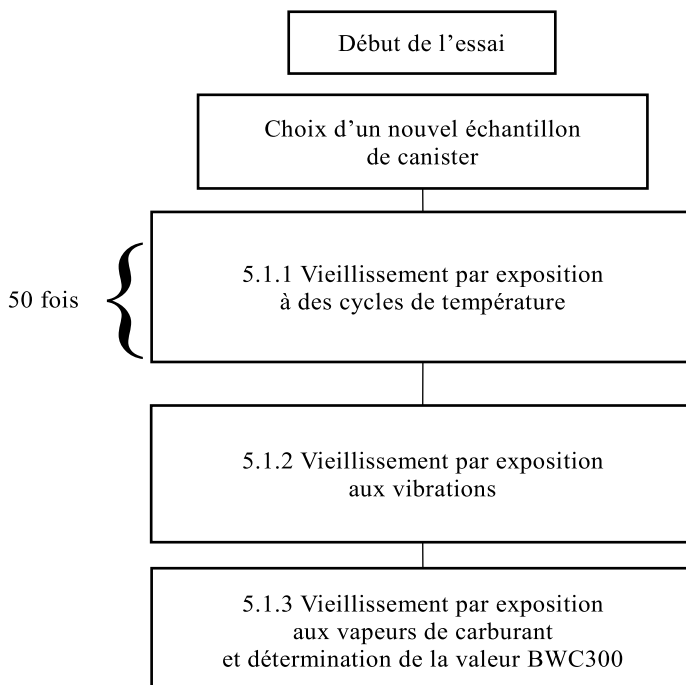 Début de l’essai
Choix d’un nouvel échantillon
de canister
50 fois
5.1.1 Vieillissement par exposition
à des cycles de température
5.1.2 Vieillissement par exposition
aux vibrations
5.1.3 Vieillissement par exposition
aux vapeurs de carburant
et détermination de la valeur BWC300